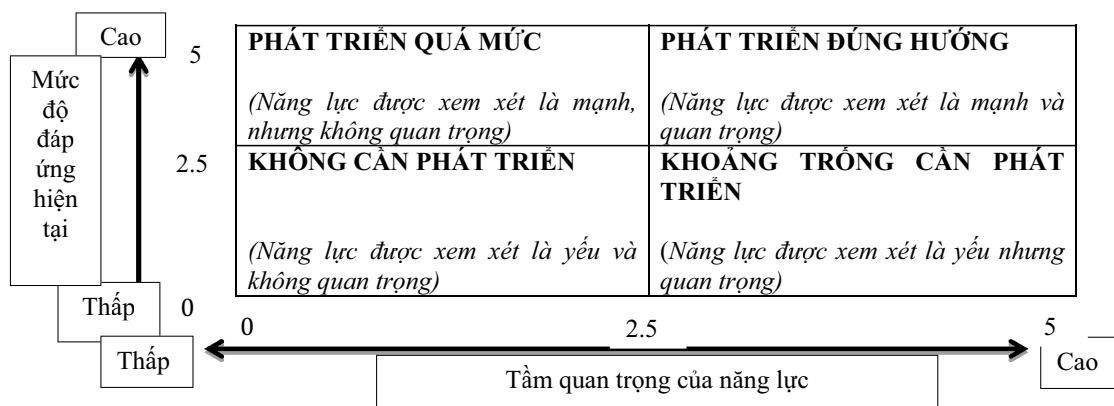 Cao
5
Mức
độ
đáp
ứng
hiện
tại
2.5
Thấp
0
PHÁT TRIỂN QUÁ MỨC
(Năng lực được xem xét là mạnh,
nhưng không quan trọng)
PHÁT TRIỂN ĐÚNG HƯỚNG
(Năng lực được xem xét là mạnh và
quan trọng)
KHÔNG CẦN PHÁT TRIỂN
(Năng lực được xem xét là yếu và
không quan trọng)
KHOẢNG TRỐNG CẦN PHÁT
TRIỂN
(Năng lực được xem xét là yếu nhưng
quan trọng)
0
2.5
5
Thấp
Cao
Tầm quan trọng của năng lực